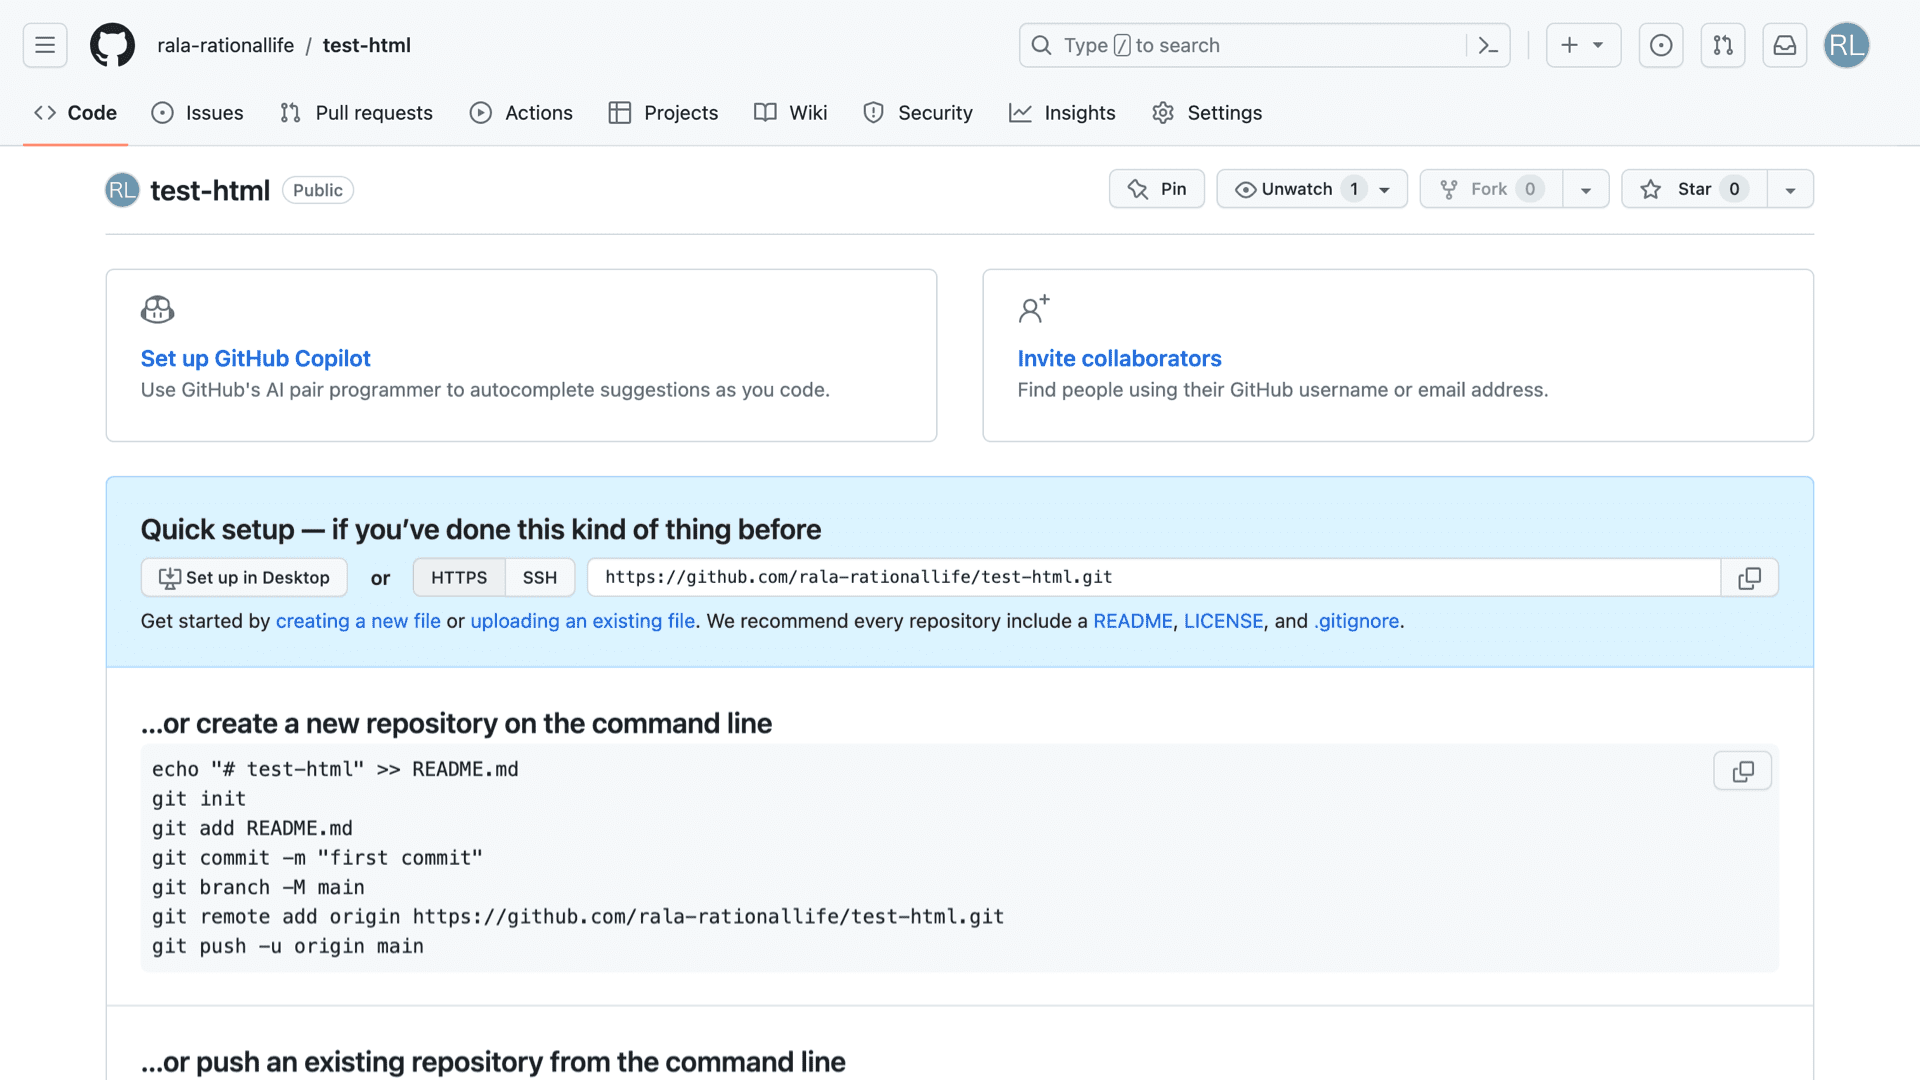 rala-rationallife / test-html
Type / to search
Code Issues Pull requests Actions Projects Wiki Security Insights Settings
RL
RL test-html Public
Pin Unwatch 1 Fork 0 Star 0
Set up GitHub Copilot
Use GitHub's AI pair programmer to autocomplete suggestions as you code.
Invite collaborators
Find people using their GitHub username or email address.
Quick setup — if you’ve done this kind of thing before
Set up in Desktop or HTTPS SSH https://github.com/rala-rationallife/test-html.git
Get started by creating a new file or uploading an existing file. We recommend every repository include a README, LICENSE, and .gitignore.
…or create a new repository on the command line
echo "# test-html" >> README.md
git init
git add README.md
git commit -m "first commit"
git branch -M main
git remote add origin https://github.com/rala-rationallife/test-html.git
git push -u origin main
…or push an existing repository from the command line